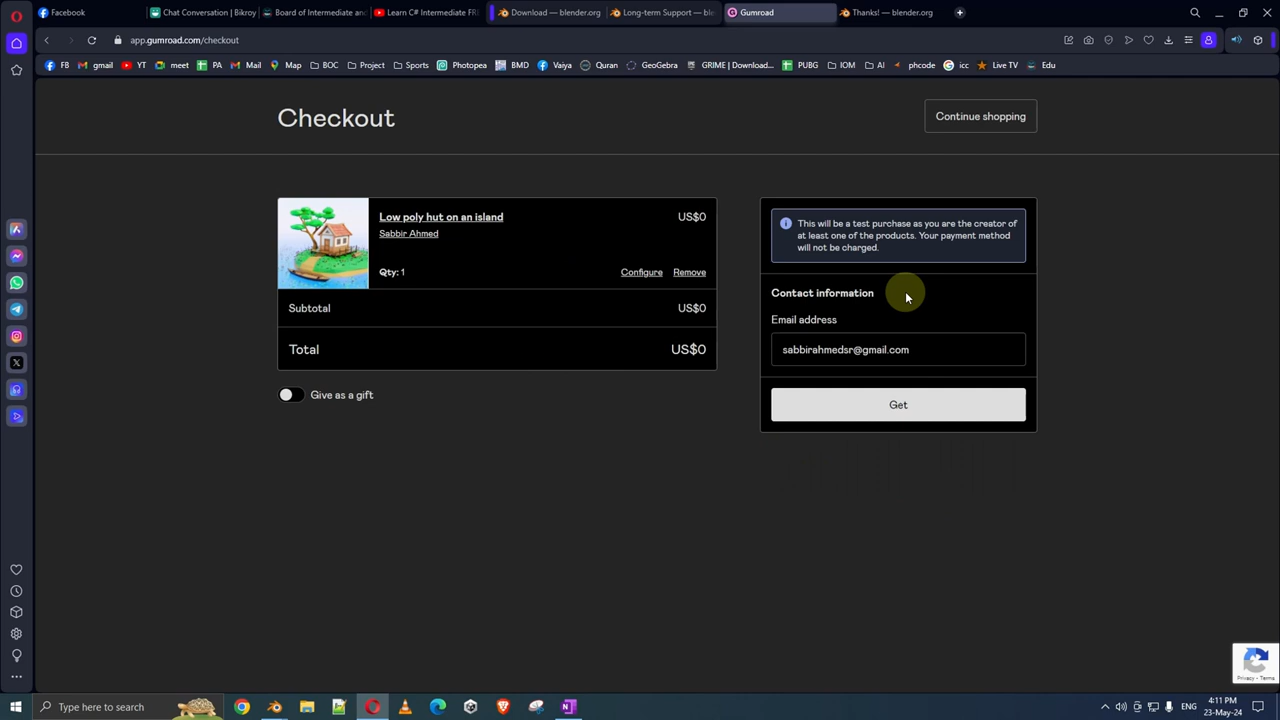 Facebook
Chat Conversation | Bikroy
Board of Intermediate and
Learn C# Intermediate FRE
Download — blender.org
Long-term Support — ble
Gumroad
Thanks! — blender.org
app.gumroad.com/checkout
FB
gmail
YT
meet
PA
Mail
Map
BOC
Project
Sports
Photopea
BMD
Vaiya
Quran
GeoGebra
GRIME | Download...
PUBG
IOM
AI
phcode
icc
Live TV
Edu
Checkout
Continue shopping
Low poly hut on an island
US$0
Sabbir Ahmed
Qty: 1
Configure
Remove
Subtotal
US$0
Total
US$0
Give as a gift
This will be a test purchase as you are the creator of
at least one of the products. Your payment method
will not be charged.
Contact information
Email address
sabbirahmedsr@gmail.com
Get
Privacy - Terms
Type here to search
ENG
4:11 PM
23-May-24